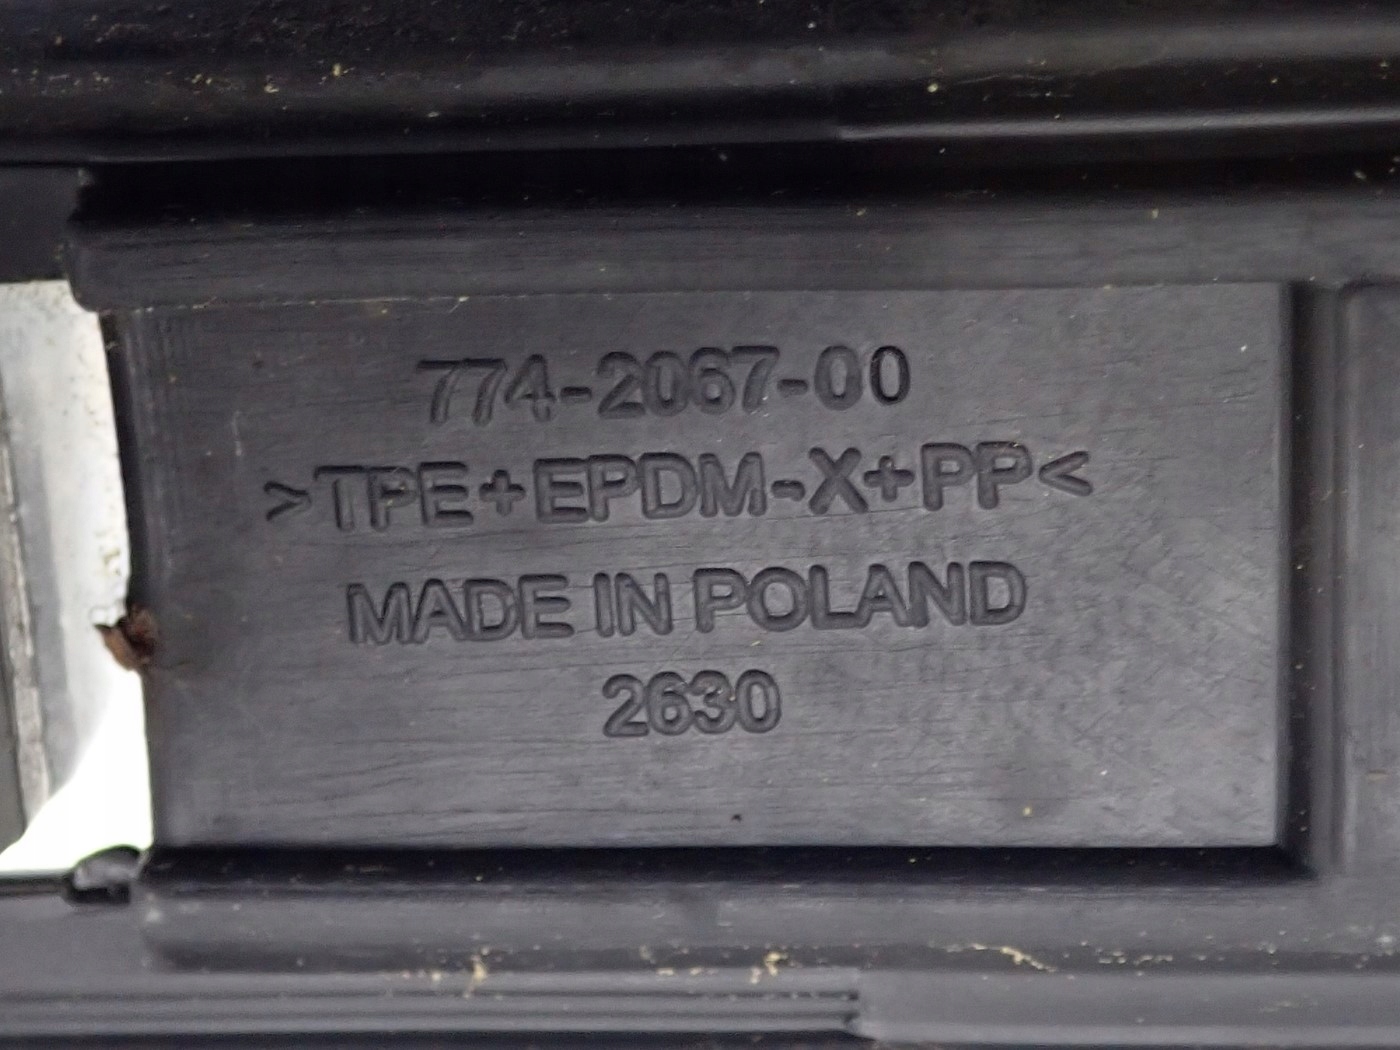 774-2067-00
>TPE+EPDM-X+PP<
MADE IN POLAND
2630